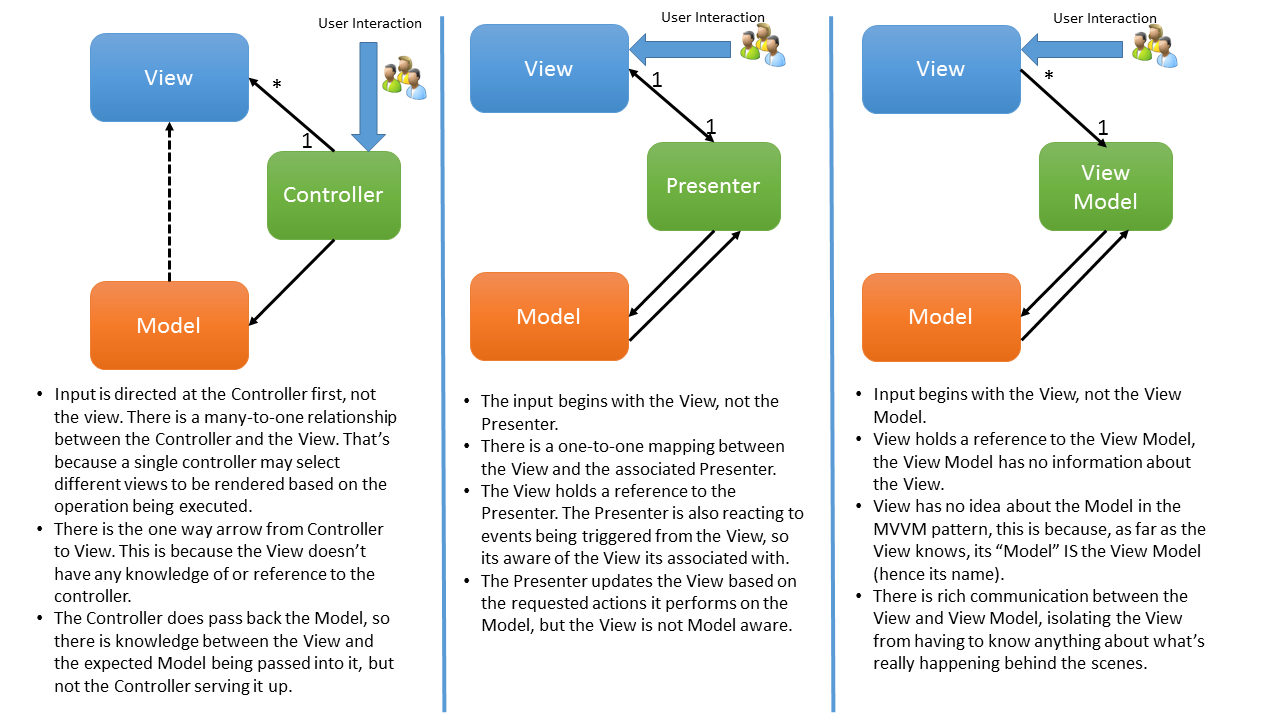 User Interaction
View
*
1
Controller
Model
• Input is directed at the Controller first, not
the view. There is a many-to-one relationship
between the Controller and the View. That’s
because a single controller may select
different views to be rendered based on the
operation being executed.
• There is the one way arrow from Controller
to View. This is because the View doesn’t
have any knowledge of or reference to the
controller.
• The Controller does pass back the Model, so
there is knowledge between the View and
the expected Model being passed into it, but
not the Controller serving it up.
User Interaction
View
1
1
Presenter
Model
• The input begins with the View, not the
Presenter.
• There is a one-to-one mapping between
the View and the associated Presenter.
• The View holds a reference to the
Presenter. The Presenter is also reacting to
events being triggered from the View, so
its aware of the View its associated with.
• The Presenter updates the View based on
the requested actions it performs on the
Model, but the View is not Model aware.
User Interaction
View
*
1
View
Model
Model
• Input begins with the View, not the View
Model.
• View holds a reference to the View Model,
the View Model has no information about
the View.
• View has no idea about the Model in the
MVVM pattern, this is because, as far as the
View knows, its “Model” IS the View Model
(hence its name).
• There is rich communication between the
View and View Model, isolating the View
from having to know anything about what’s
really happening behind the scenes.